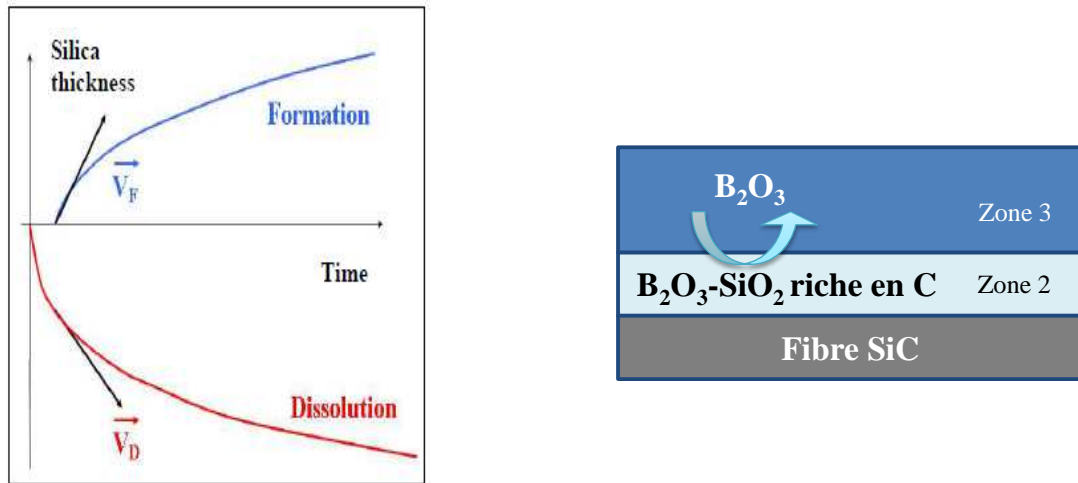 Silica
thickness
Formation
V_F
Time
Dissolution
V_D
B₂O₃
Zone 3
B₂O₃-SiO₂ riche en C
Zone 2
Fibre SiC